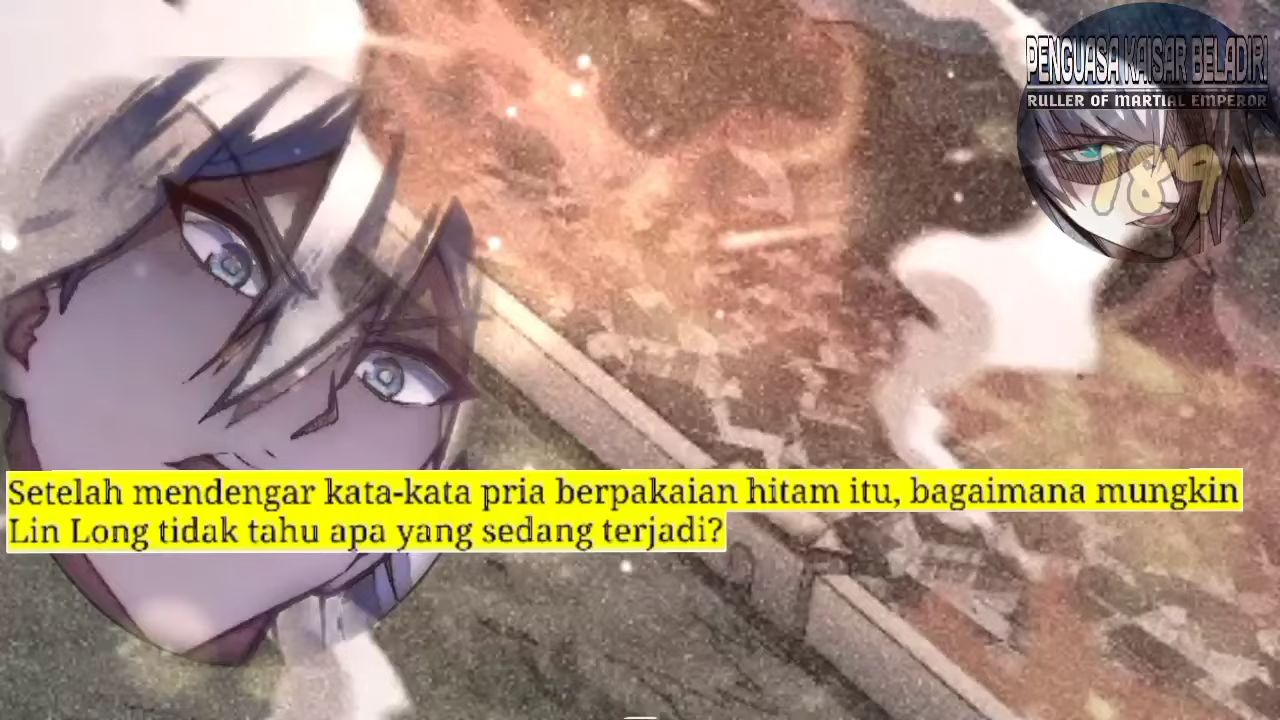 PENGUASA KAISAR BELADIRI
RULLER OF MARTIAL EMPEROR
189
Setelah mendengar kata-kata pria berpakaian hitam itu, bagaimana mungkin
Lin Long tidak tahu apa yang sedang terjadi?